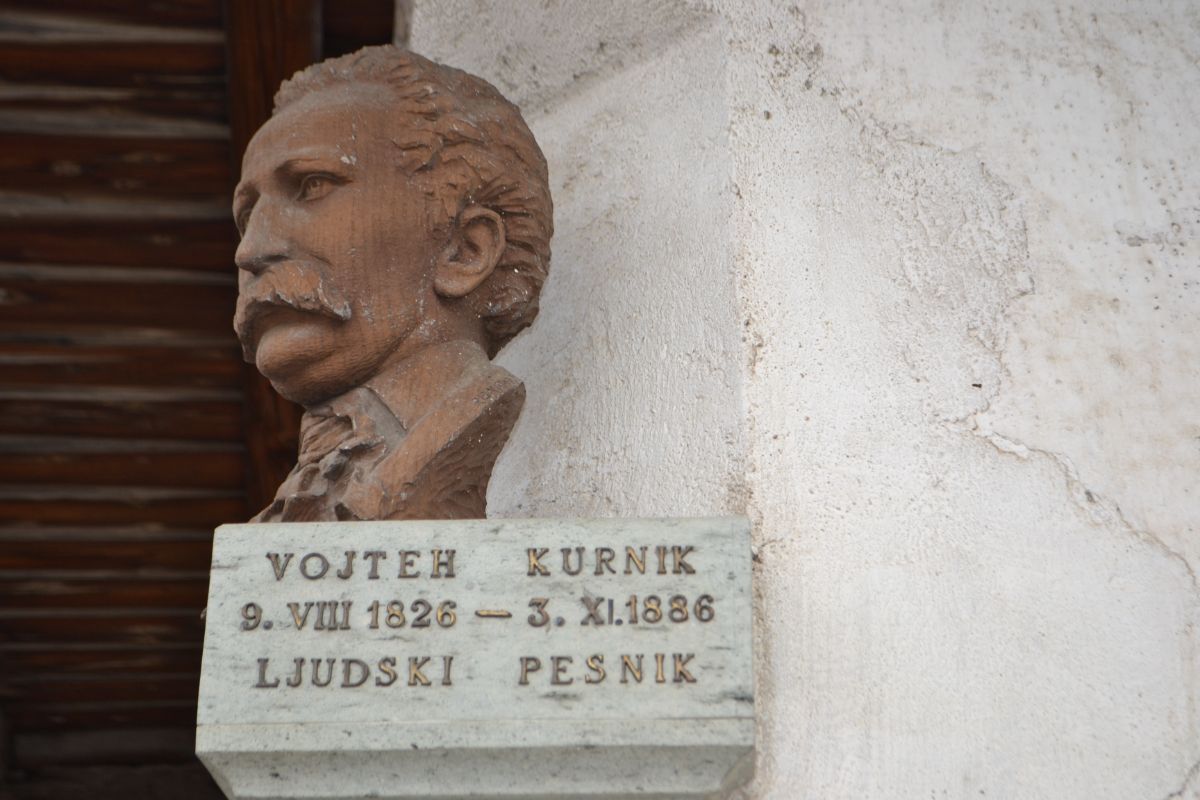 VOJTEH KURNIK
9. VIII 1826 – 3. XI. 1886
LJUDSKI PESNIK